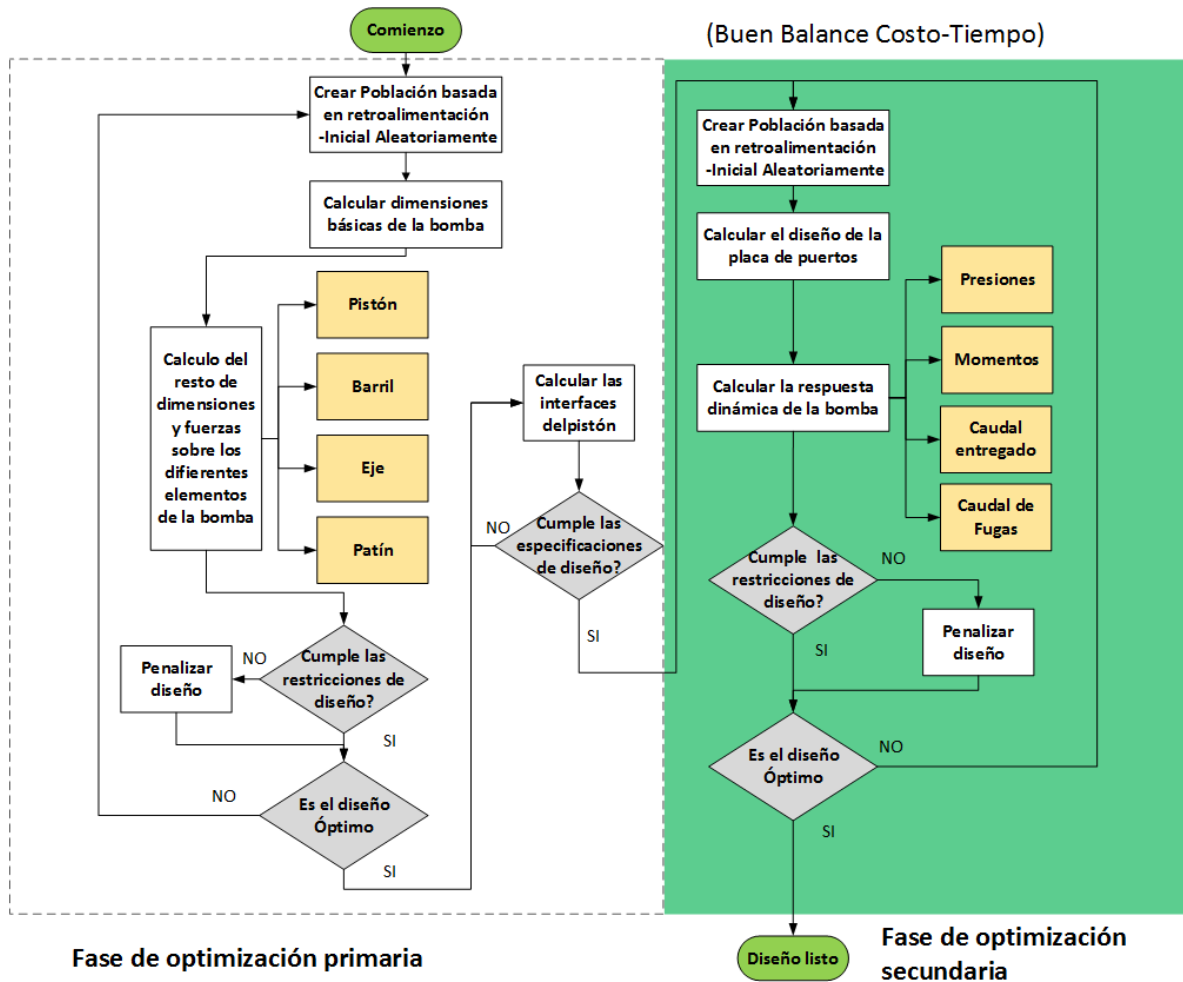 Comienzo
(Buen Balance Costo-Tiempo)
Crear Población basada
en retroalimentación
-Inicial Aleatoriamente
Calcular dimensiones
básicas de la bomba
Calculo del
resto de
dimensiones
y fuerzas
sobre los
difierentes
elementos
de la bomba
Pistón
Barril
Eje
Patín
Cumple las
restricciones de
diseño?
NO
Penalizar
diseño
SI
Es el diseño
Óptimo
NO
SI
Calcular las
interfaces
delpistón
Cumple las
especificaciones
de diseño?
NO
SI
Fase de optimización primaria
Crear Población basada
en retroalimentación
-Inicial Aleatoriamente
Calcular el diseño de la
placa de puertos
Calcular la respuesta
dinámica de la bomba
Presiones
Momentos
Caudal
entregado
Caudal de
Fugas
Cumple  las
restricciones de
diseño?
NO
Penalizar
diseño
SI
Es el diseño
Óptimo
NO
SI
Diseño listo
Fase de optimización
secundaria